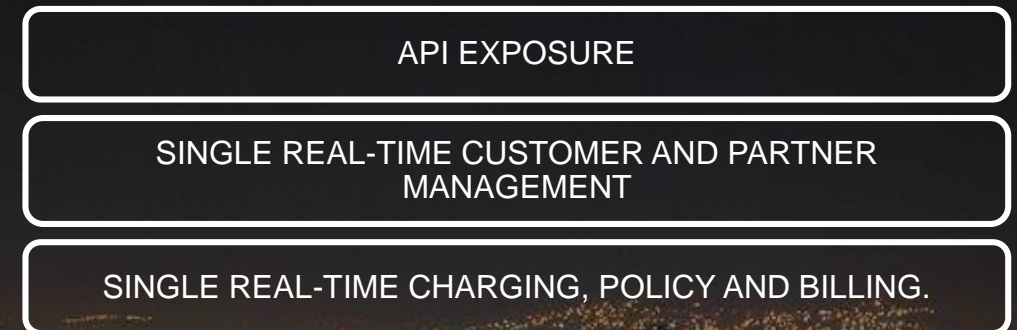 API EXPOSURE
SINGLE REAL-TIME CUSTOMER AND PARTNER
MANAGEMENT
SINGLE REAL-TIME CHARGING, POLICY AND BILLING.